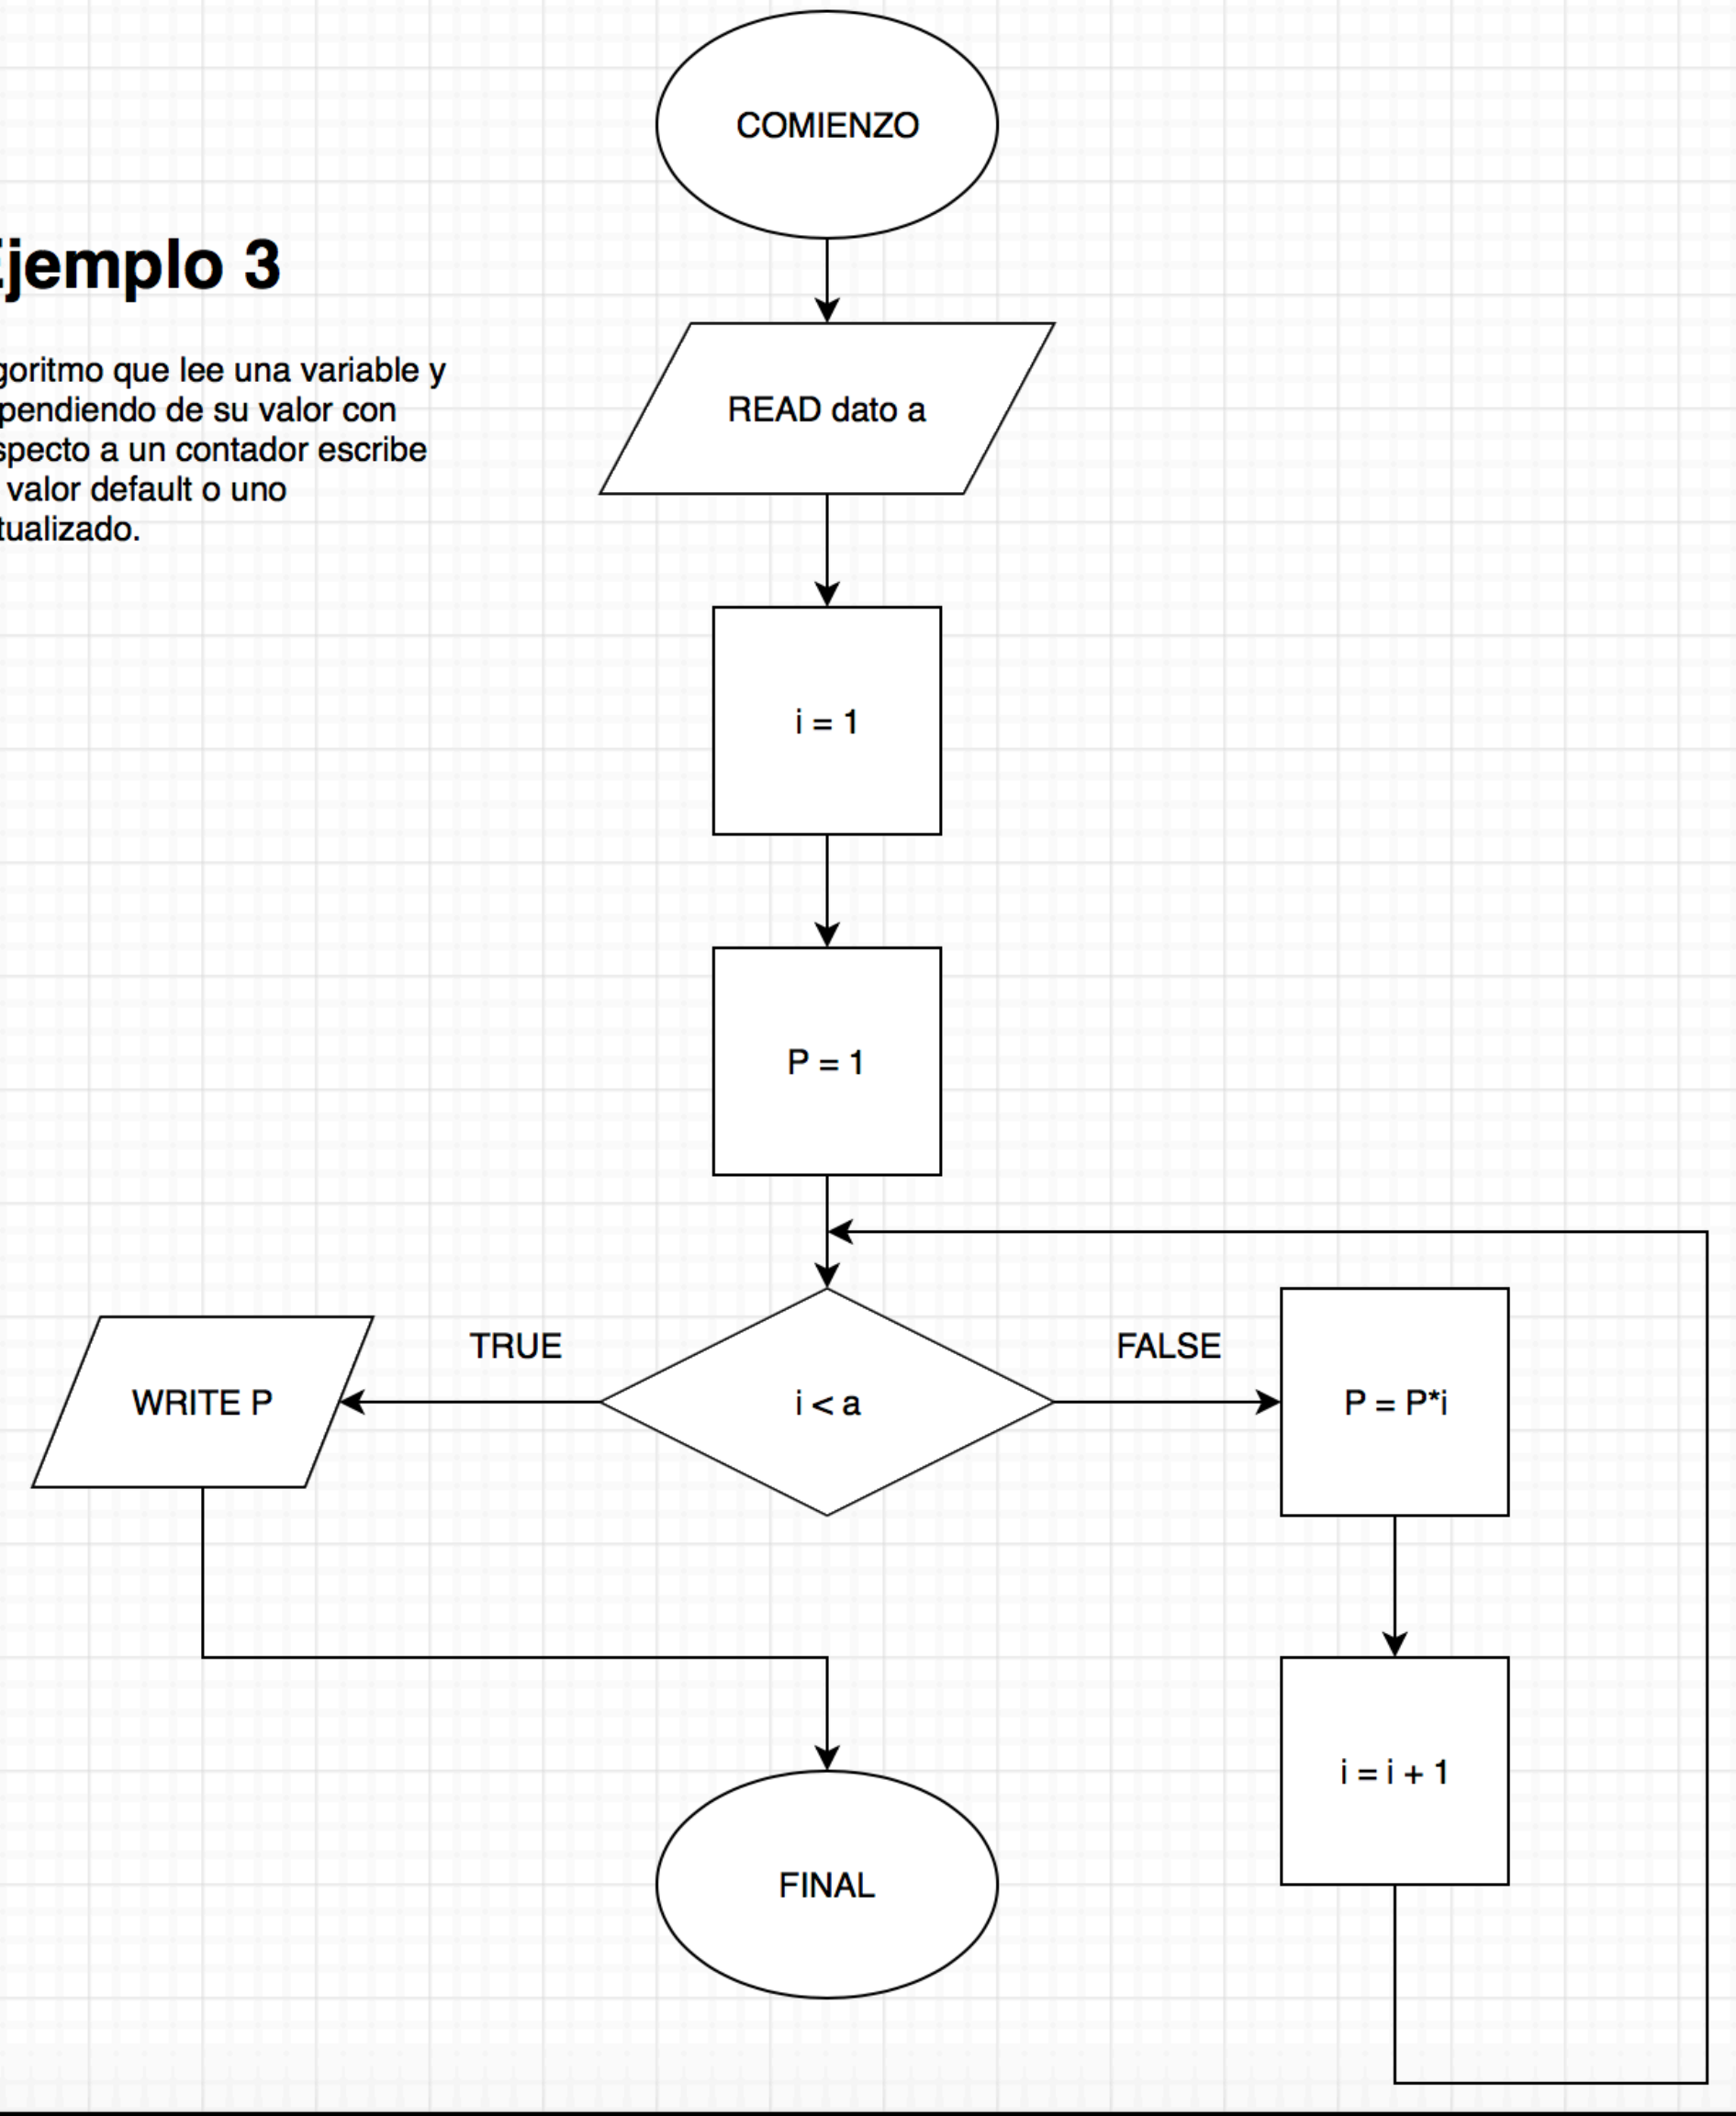 COMIENZO
Ejemplo 3
goritmo que lee una variable y
pendiendo de su valor con
specto a un contador escribe
valor default o uno
tualizado.
READ dato a
i = 1
P = 1
TRUE
FALSE
WRITE P
i < a
P = P*i
i = i + 1
FINAL